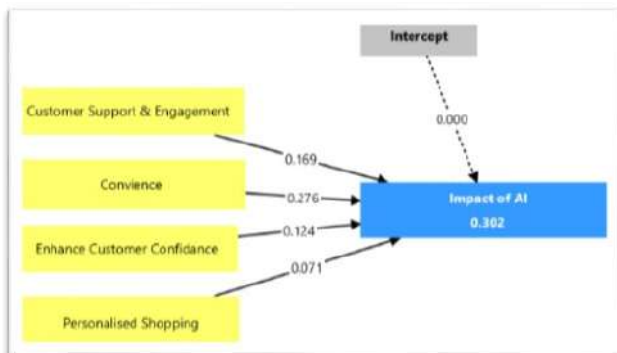 Intercept
Customer Support & Engagement
0.000
0.169
Convience
0.276
Impact of AI
0.302
0.124
Enhance Customer Confidance
0.071
Personalised Shopping